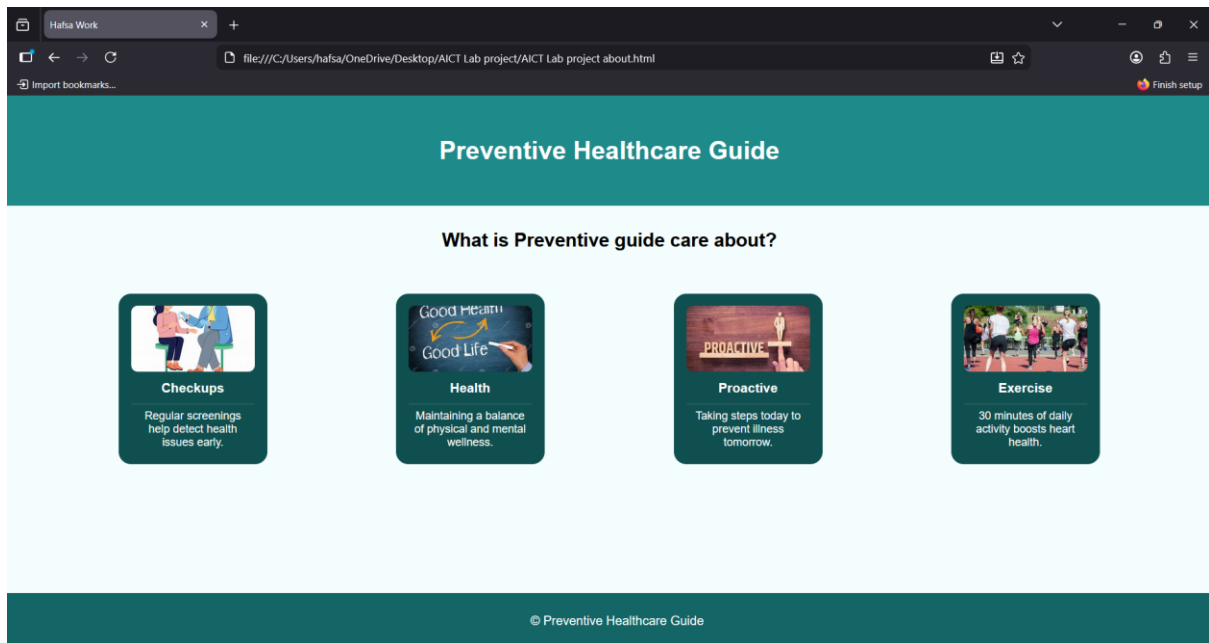 Hafsa Work
file:///C:/Users/hafsa/OneDrive/Desktop/AICT Lab project/AICT Lab project about.html
Import bookmarks...
Finish setup
Preventive Healthcare Guide
What is Preventive guide care about?
Good Health
Good Life
PROACTIVE
Checkups
Regular screenings
help detect health
issues early.
Health
Maintaining a balance
of physical and mental
wellness.
Proactive
Taking steps today to
prevent illness
tomorrow.
Exercise
30 minutes of daily
activity boosts heart
health.
© Preventive Healthcare Guide